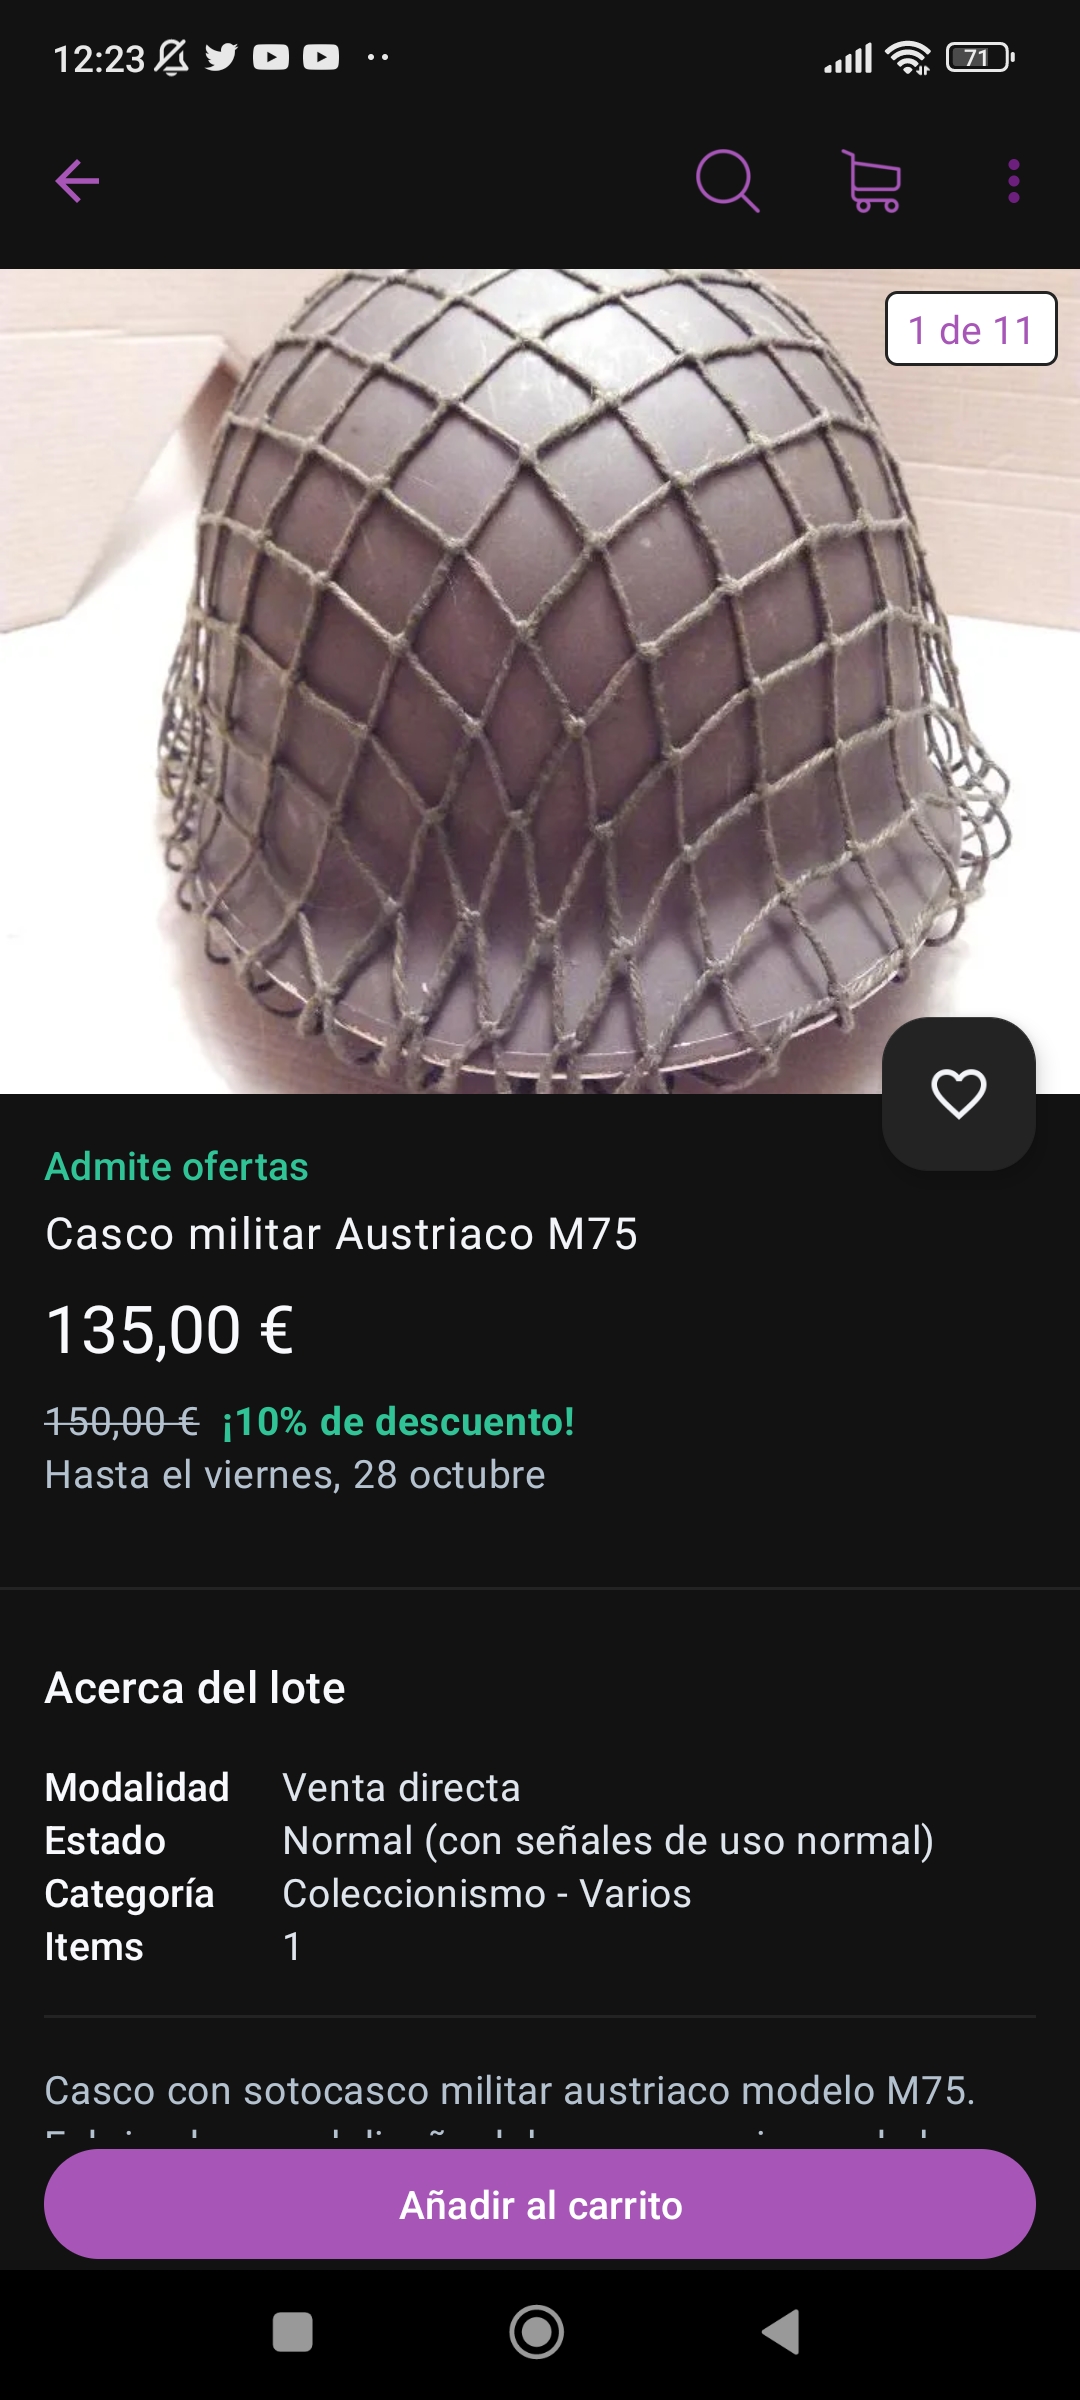 12:23
71
1 de 11
Admite ofertas
Casco militar Austriaco M75
135,00 €
150,00 € ¡10% de descuento!
Hasta el viernes, 28 octubre
Acerca del lote
Modalidad Venta directa
Estado Normal (con señales de uso normal)
Categoría Coleccionismo - Varios
Items 1
Casco con sotocasco militar austriaco modelo M75.
Añadir al carrito